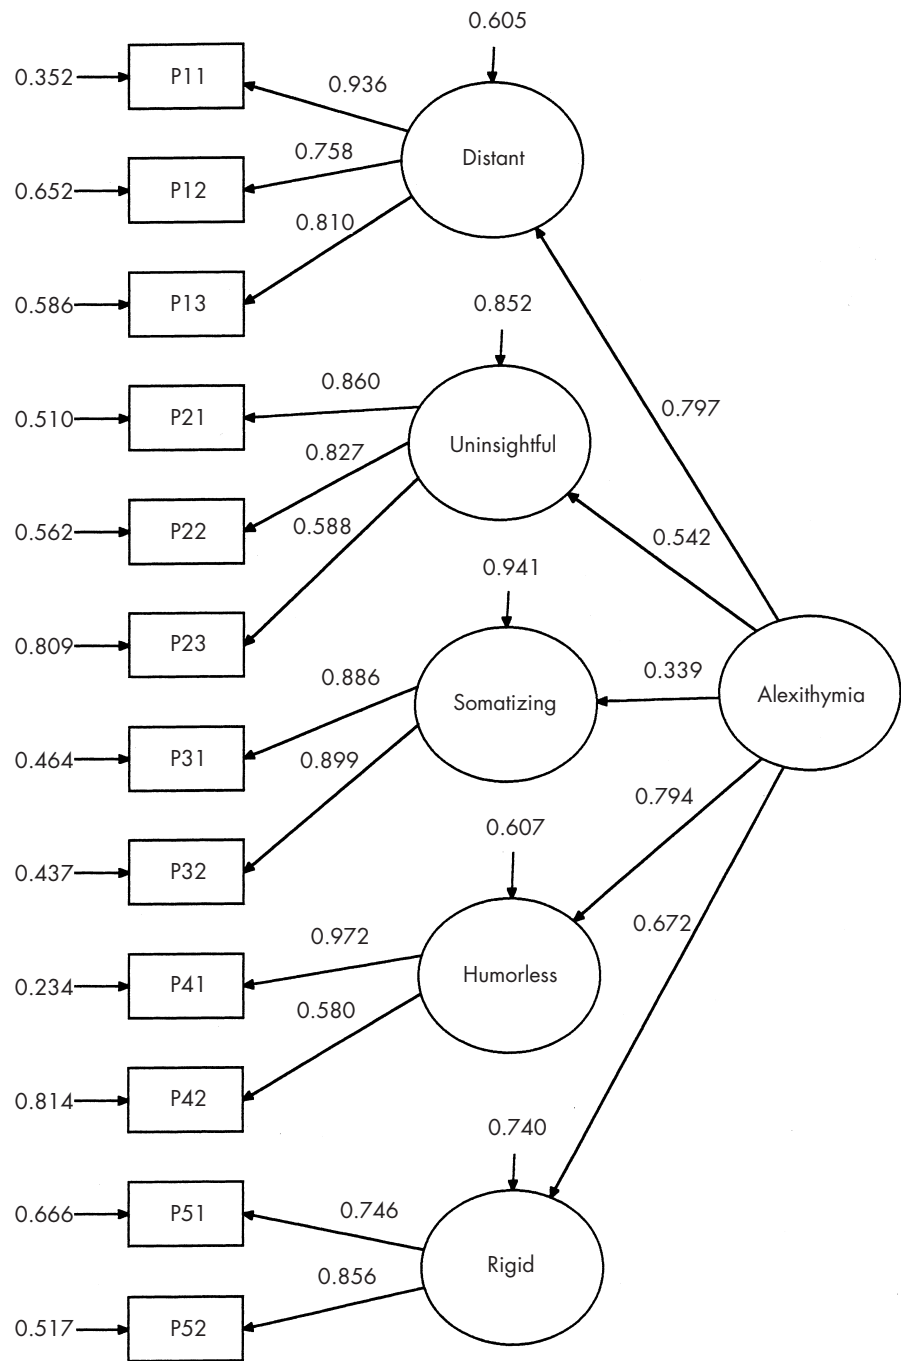 0.605
0.352 P11 0.936
Distant
0.758
0.652 P12
0.810
0.586 P13
0.852
0.860 0.797
0.510 P21
0.827 Uninsightful
0.562 P22 0.588
0.542
0.941
0.809 P23
0.886 0.339
Somatizing Alexithymia
0.464 P31 0.899
0.794
0.607
0.437 P32
0.972 0.672
Humorless
0.234 P41
0.580
0.814 P42
0.740
0.666 P51 0.746
Rigid
0.856
0.517 P52